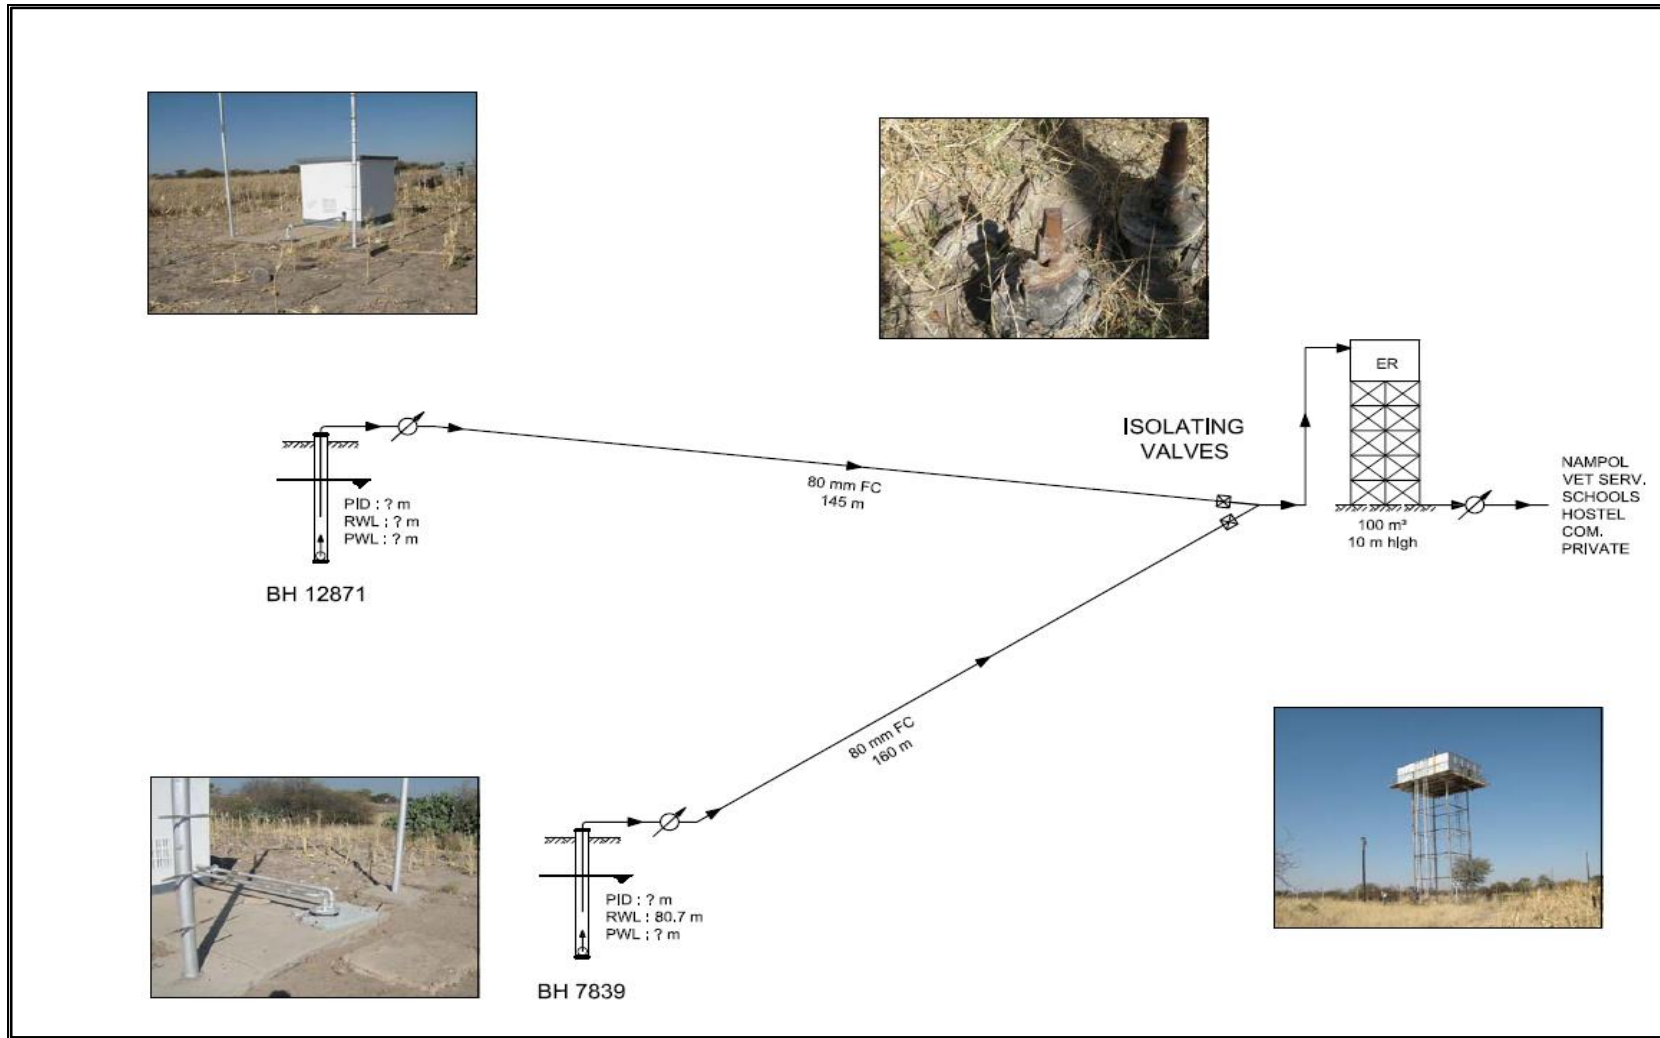 ER
ISOLATING
VALVES
80 mm FC
145 m
PID : ? m
RWL : ? m
PWL : ? m
BH 12871
100 m³
10 m high
NAMPOL
VET SERV.
SCHOOLS
HOSTEL
COM.
PRIVATE
80 mm FC
160 m
PID : ? m
RWL : 80.7 m
PWL : ? m
BH 7839